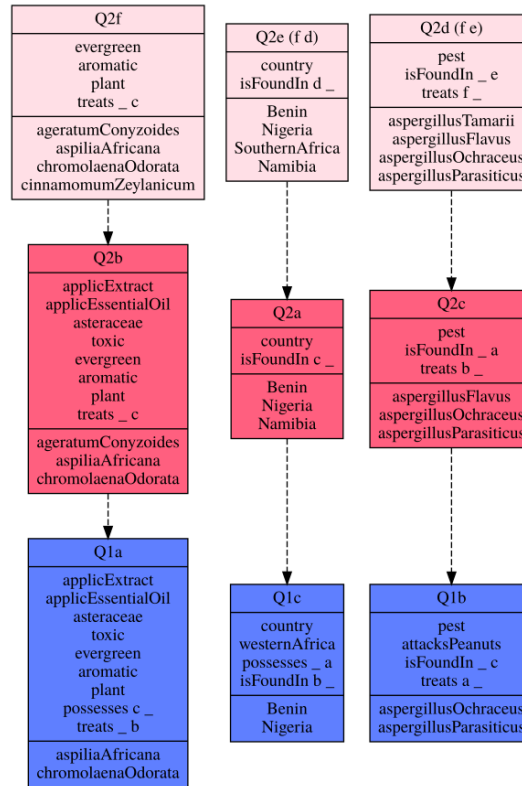 Q2f
evergreen
aromatic
plant
treats _ c
ageratumConyzoides
aspiliaAfricana
chromolaenaOdorata
cinnamomumZeylanicum
Q2e (f d)
country
isFoundIn d _
Benin
Nigeria
SouthernAfrica
Namibia
Q2d (f e)
pest
isFoundIn _ e
treats f _
aspergillusTamarii
aspergillusFlavus
aspergillusOchraceus
aspergillusParasiticus
Q2b
applicExtract
applicEssentialOil
asteraceae
toxic
evergreen
aromatic
plant
treats _ c
ageratumConyzoides
aspiliaAfricana
chromolaenaOdorata
Q2a
country
isFoundIn c _
Benin
Nigeria
Namibia
Q2c
pest
isFoundIn _ a
treats b _
aspergillusFlavus
aspergillusOchraceus
aspergillusParasiticus
Q1a
applicExtract
applicEssentialOil
asteraceae
toxic
evergreen
aromatic
plant
possesses c _
treats _ b
aspiliaAfricana
chromolaenaOdorata
Q1c
country
westernAfrica
possesses _ a
isFoundIn b _
Benin
Nigeria
Q1b
pest
attacksPeanuts
isFoundIn _ c
treats a _
aspergillusOchraceus
aspergillusParasiticus